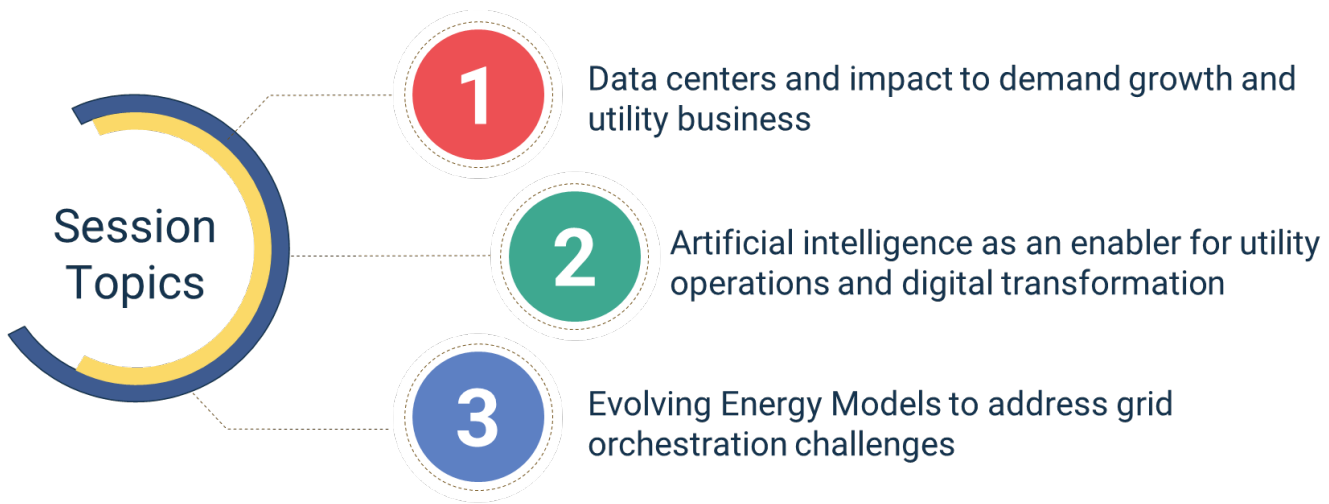 Session
Topics
1
Data centers and impact to demand growth and
utility business
2
Artificial intelligence as an enabler for utility
operations and digital transformation
3
Evolving Energy Models to address grid
orchestration challenges